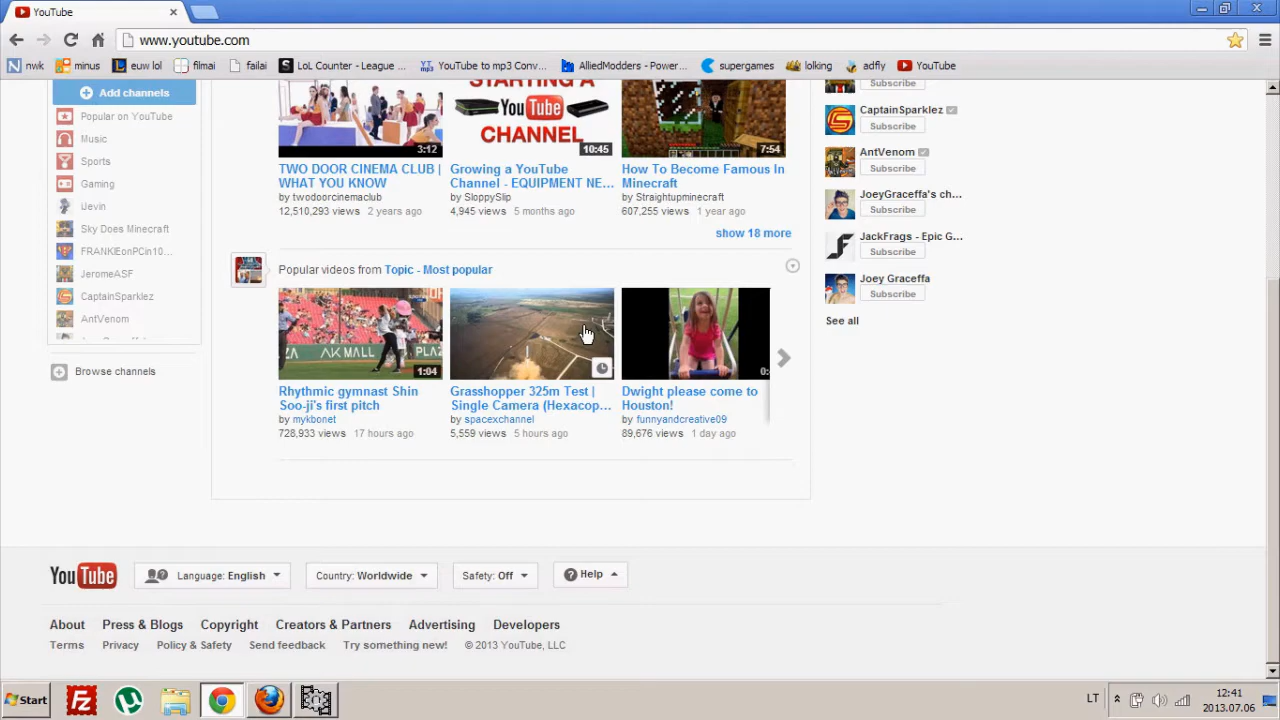 YouTube
www.youtube.com
nwk minus euw lol filmai failai LoL Counter - League ... YouTube to mp3 Conv... AlliedModders - Power... supergames lolking adfly YouTube
Add channels
Popular on YouTube
Music
Sports
Gaming
iJevin
Sky Does Minecraft
FRANKIEonPCin10...
JeromeASF
CaptainSparklez
AntVenom
Browse channels
3:12
TWO DOOR CINEMA CLUB |
WHAT YOU KNOW
by twodoorcinemaclub
12,510,293 views 2 years ago
STARTING A
YouTube
CHANNEL
10:45
Growing a YouTube
Channel - EQUIPMENT NE...
by SloppySlip
4,945 views 5 months ago
7:54
How To Become Famous In
Minecraft
by Straightupminecraft
607,255 views 1 year ago
show 18 more
Popular videos from Topic - Most popular
AK MALL PLAZ
1:04
Rhythmic gymnast Shin
Soo-ji's first pitch
by mykbonet
728,933 views 17 hours ago
Grasshopper 325m Test |
Single Camera (Hexacop...
by spacexchannel
5,559 views 5 hours ago
0:
Dwight please come to
Houston!
by funnyandcreative09
89,676 views 1 day ago
Subscribe
CaptainSparklez
Subscribe
AntVenom
Subscribe
JoeyGraceffa's ch...
Subscribe
JackFrags - Epic G...
Subscribe
Joey Graceffa
Subscribe
See all
YouTube Language: English Country: Worldwide Safety: Off Help
About Press & Blogs Copyright Creators & Partners Advertising Developers
Terms Privacy Policy & Safety Send feedback Try something new! © 2013 YouTube, LLC
Start
LT
12:41
2013.07.06